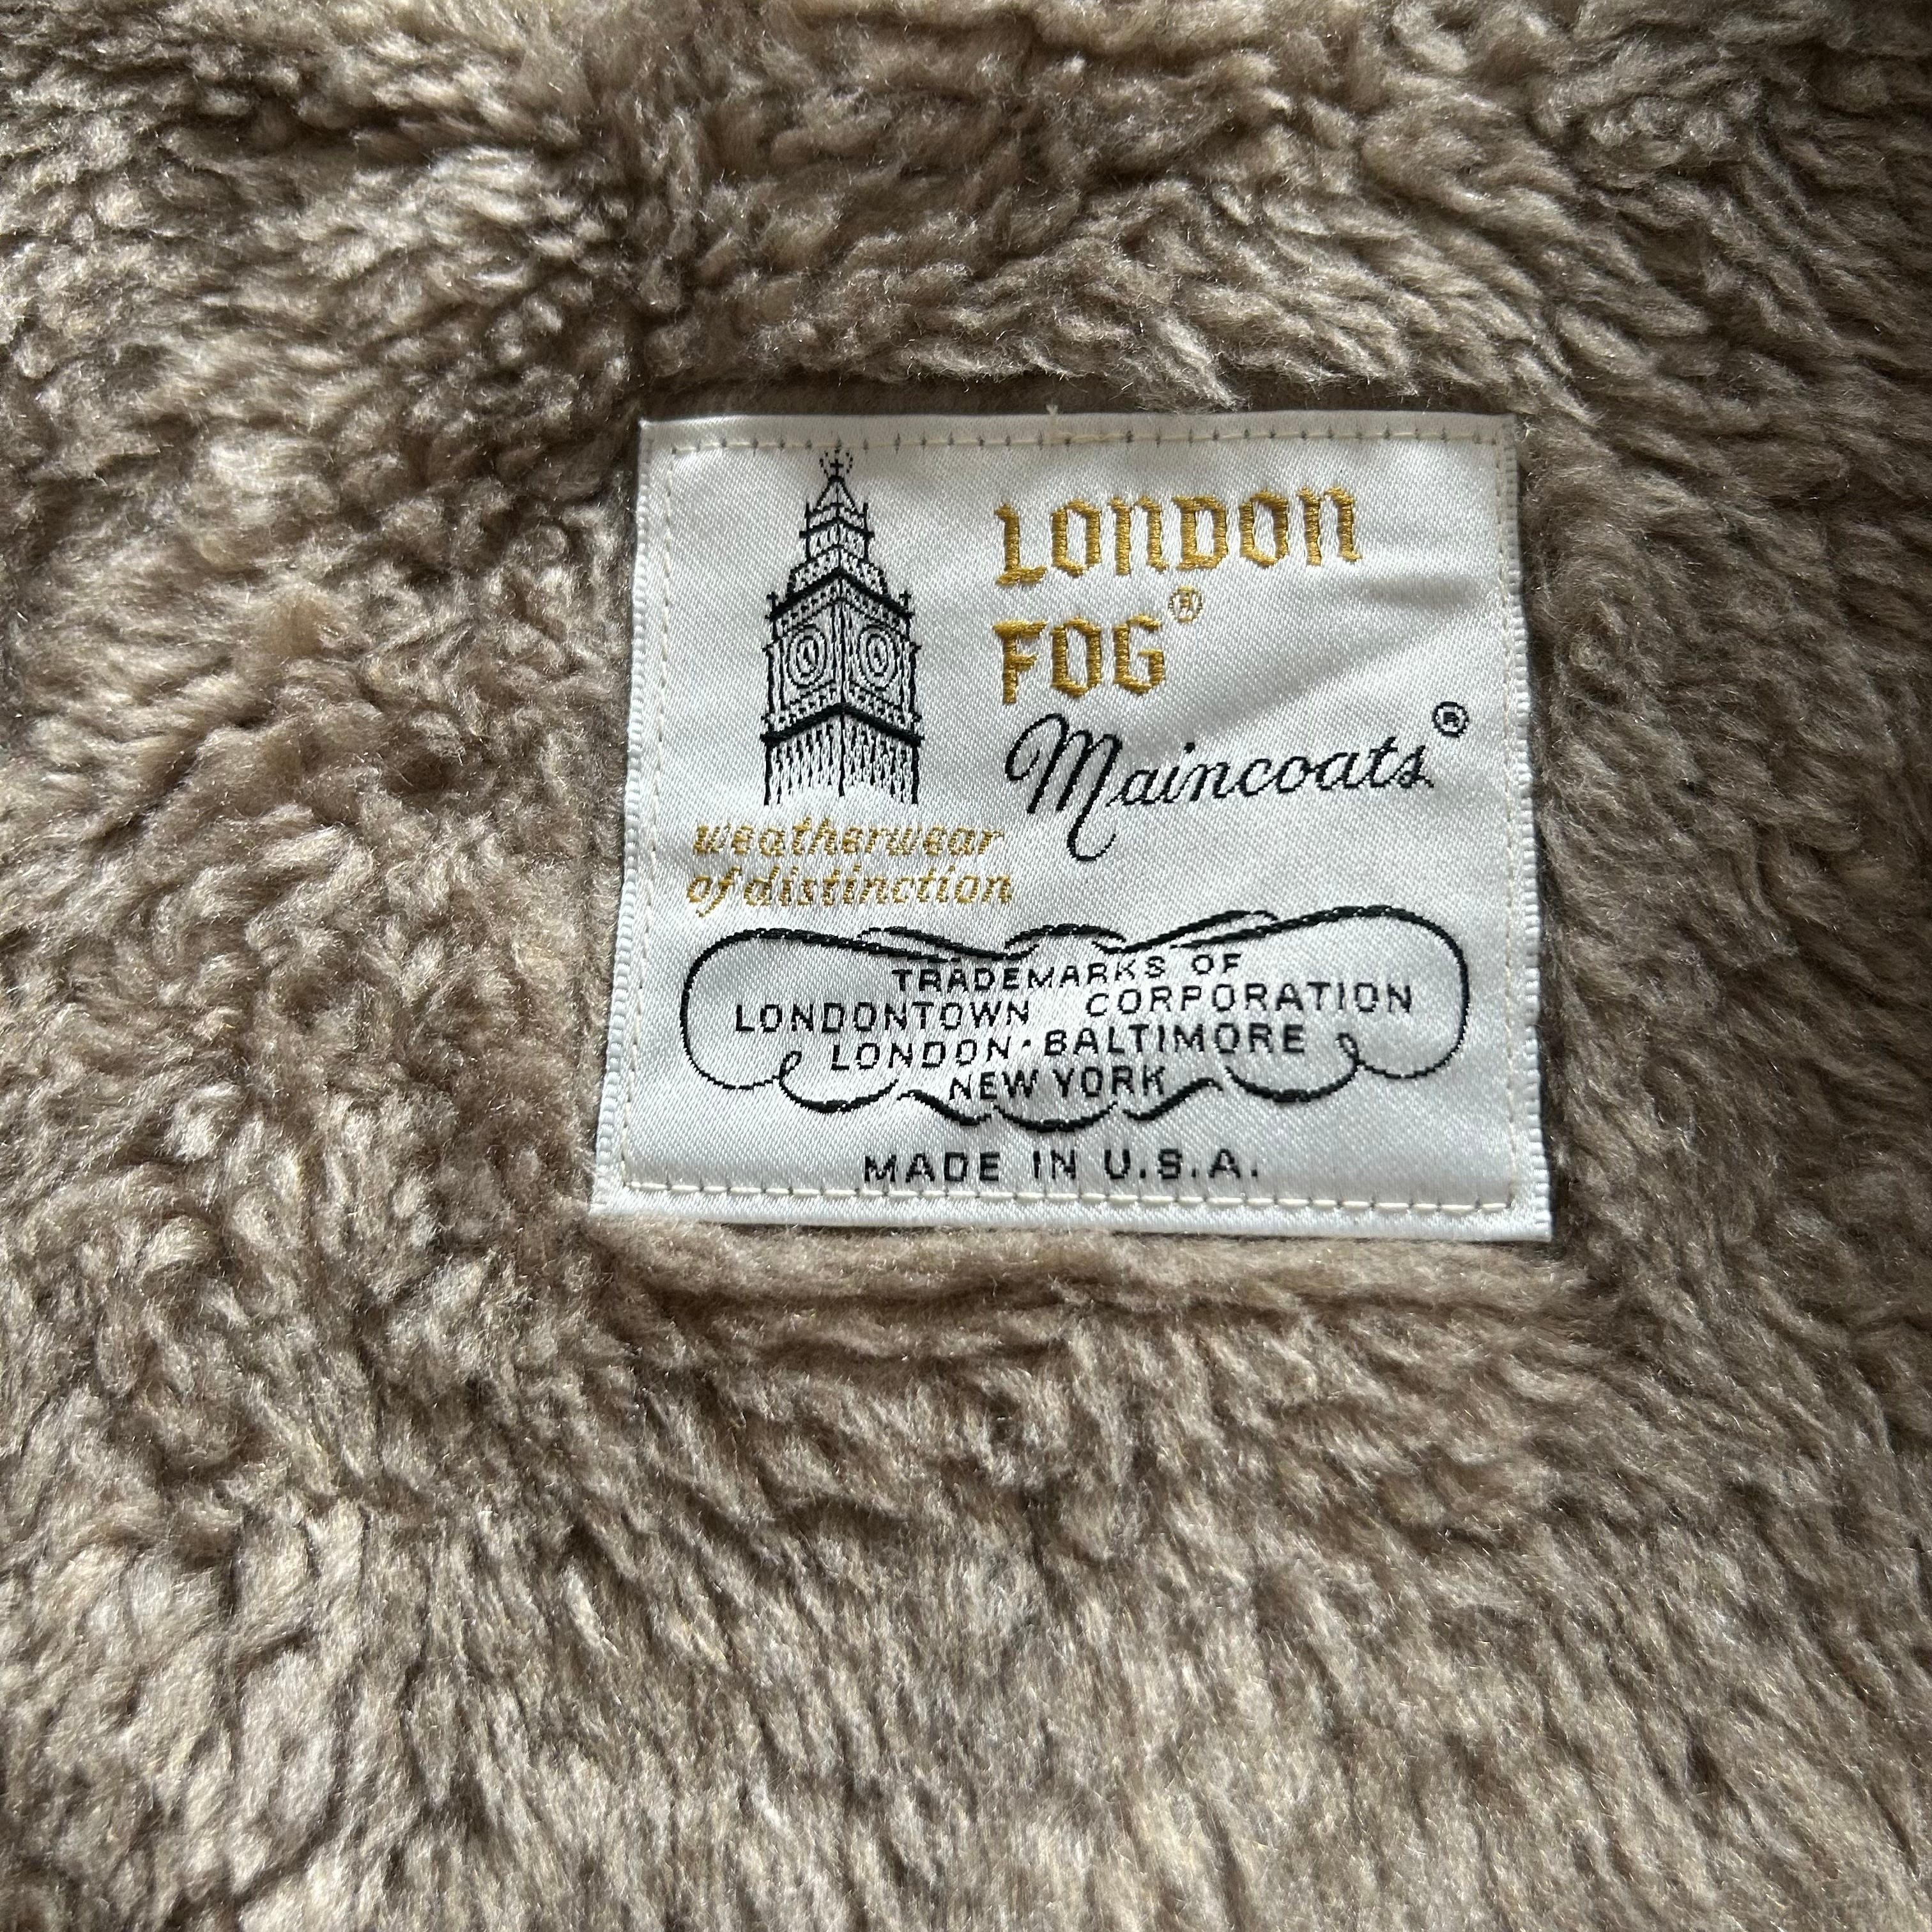 LONDON
FOG®
Maincoats®
weatherwear
of distinction
TRADEMARKS OF
LONDONTOWN CORPORATION
LONDON·BALTIMORE
NEW YORK
MADE IN U.S.A.